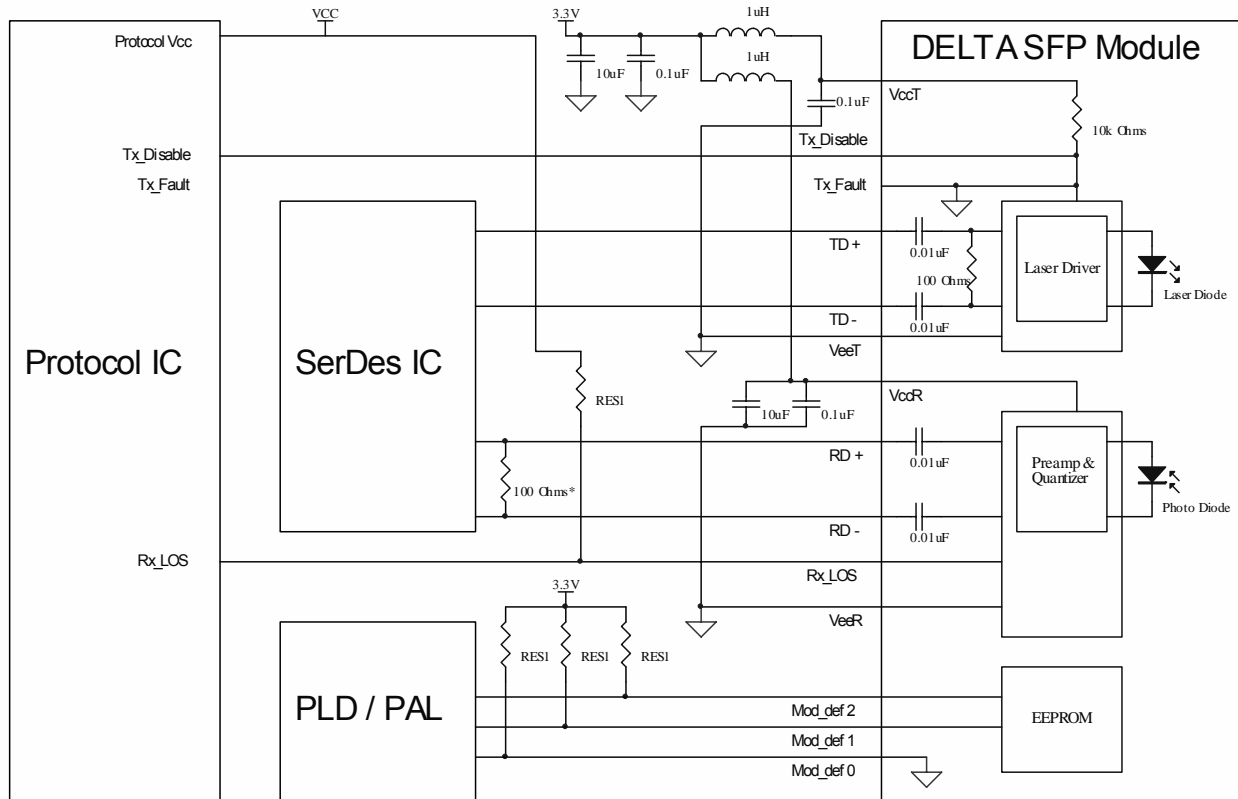 VCC
3.3V
1uH
Protocol Vcc
DELTA SFP Module
1uH
10uF
0.1uF
VccT
0.1uF
10k Ohms
Tx_Disable
Tx_Disable
Tx_Fault
Tx_Fault
TD +
0.01uF
Laser Driver
100 Ohms
Laser Diode
TD -
0.01uF
VeeT
Protocol IC
SerDes IC
RES1
VccR
10uF
0.1uF
RD +
0.01uF
Preamp &
Quantizer
100 Ohms*
Photo Diode
RD -
0.01uF
Rx_LOS
Rx_LOS
3.3V
VeeR
RES1
RES1
RES1
PLD / PAL
Mod_def 2
EEPROM
Mod_def 1
Mod_def 0